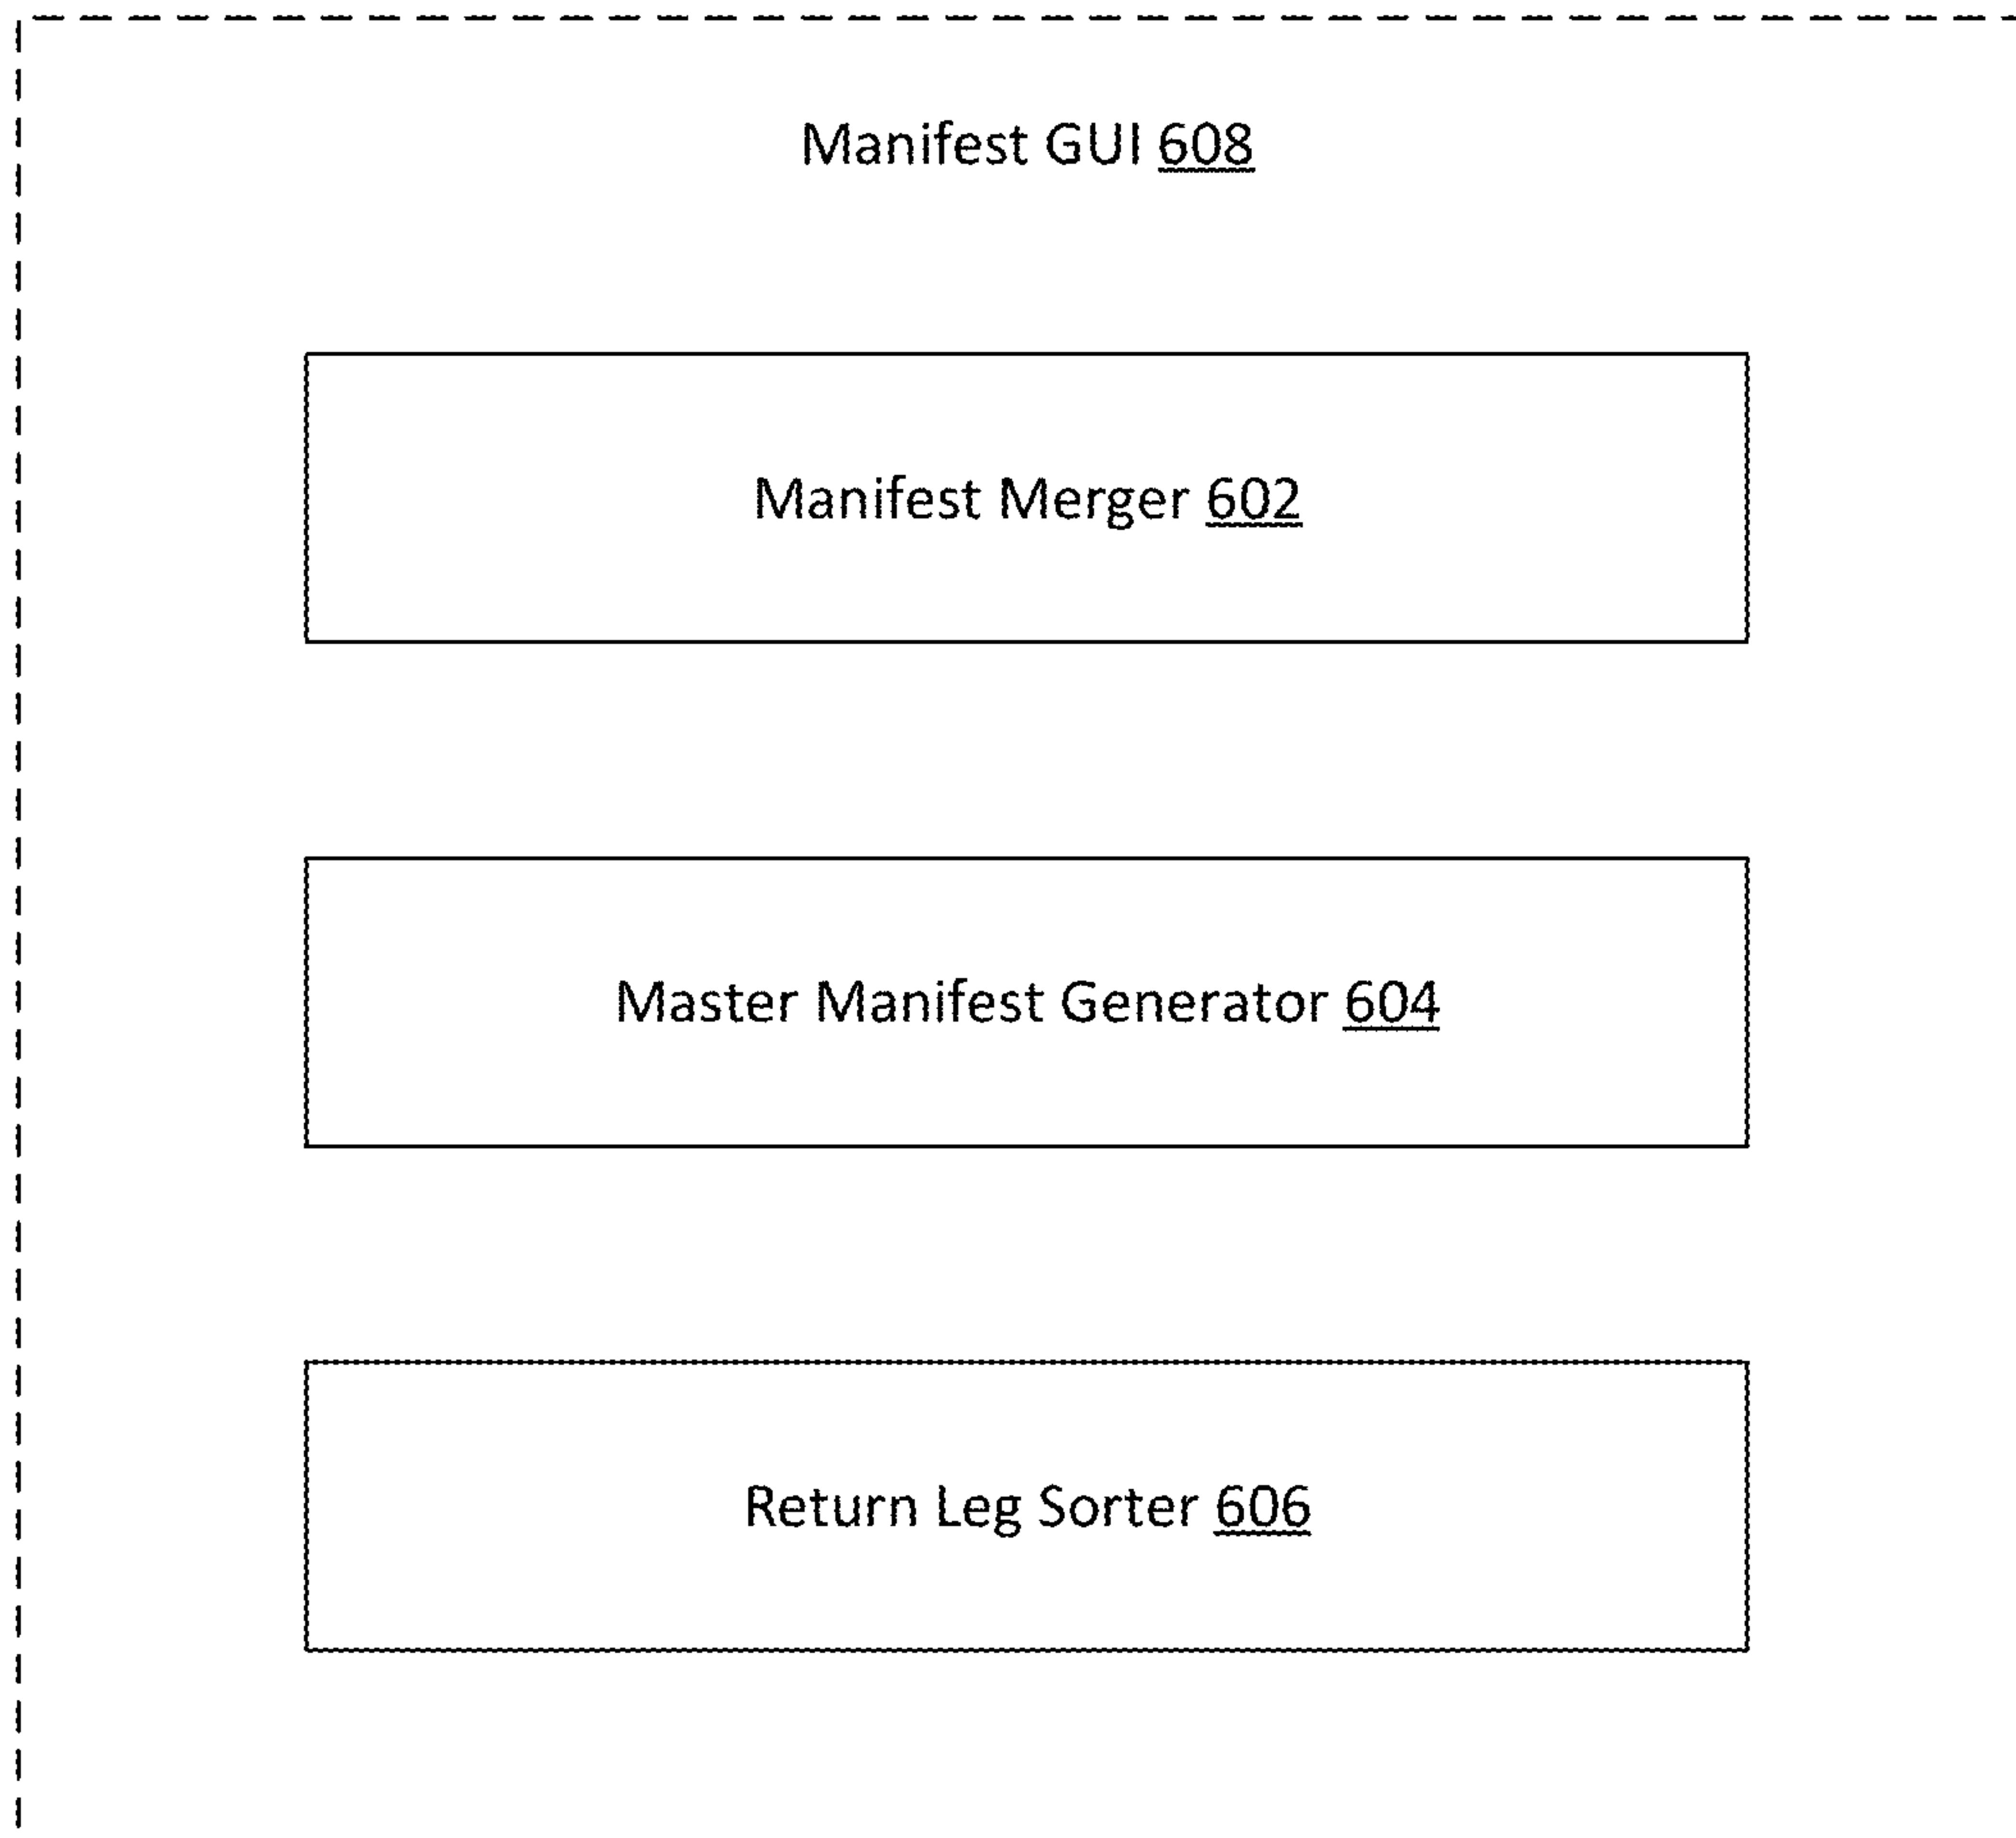 Manifest GUI 608
Manifest Merger 602
Master Manifest Generator 604
Return Leg Sorter 606